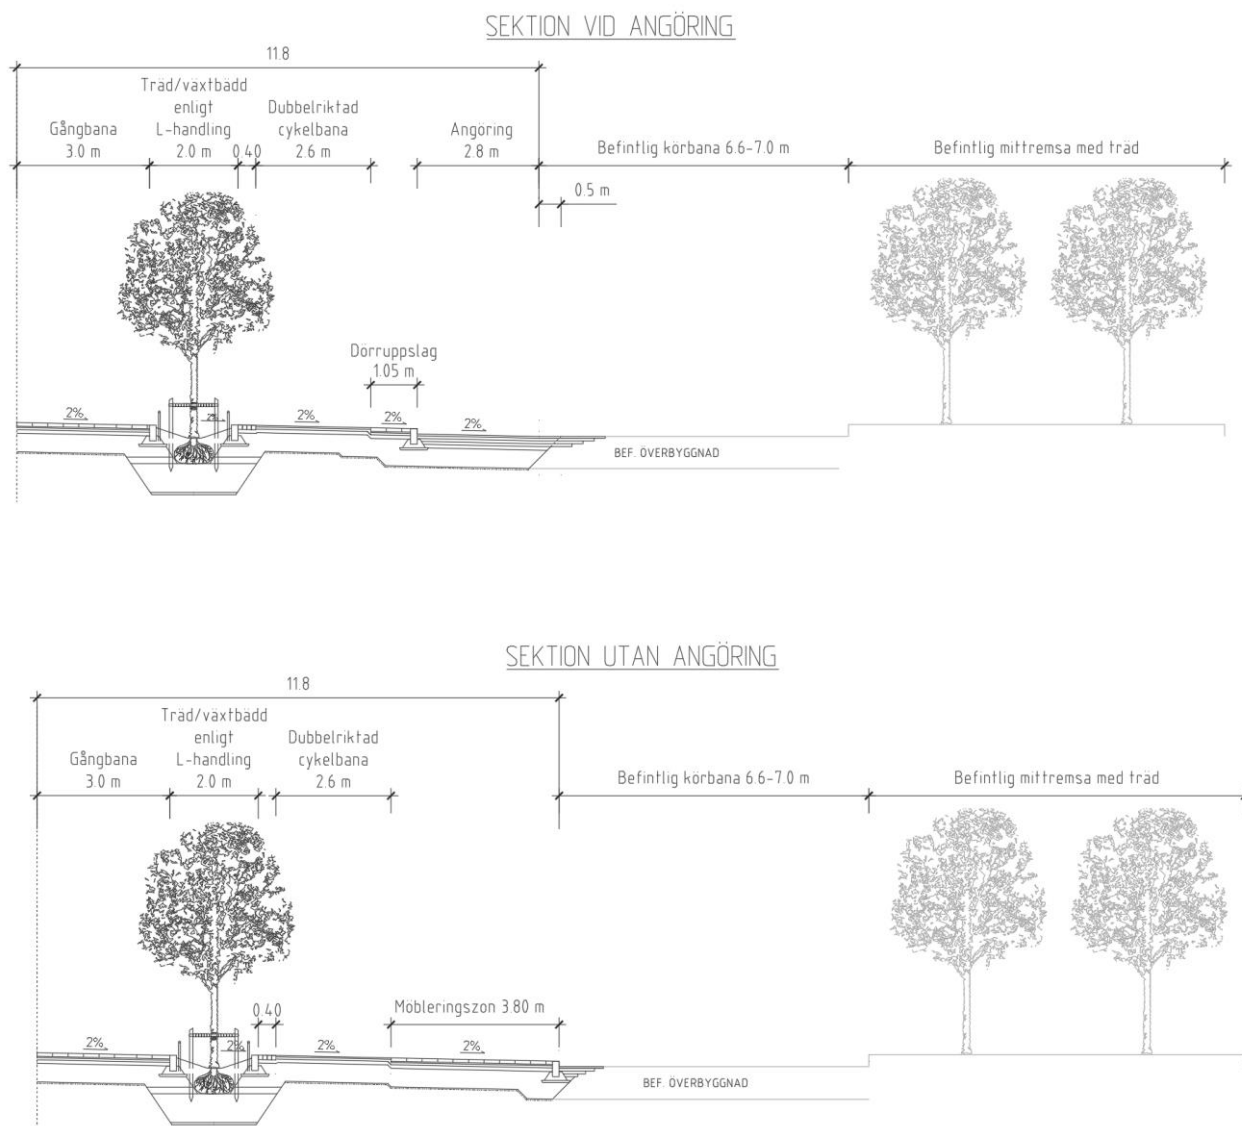 SEKTION VID ANGÖRING
11.8
Träd/växtbädd
enligt
L-handling
2.0 m
Gångbana
3.0 m
0.40
Dubbelriktad
cykelbana
2.6 m
Angöring
2.8 m
Befintlig körbana 6.6-7.0 m
Befintlig mittremsa med träd
0.5 m
Dörruppslag
1.05 m
2%
2%
2%
2%
2%
BEF. ÖVERBYGGNAD
SEKTION UTAN ANGÖRING
11.8
Träd/växtbädd
enligt
L-handling
2.0 m
Gångbana
3.0 m
Dubbelriktad
cykelbana
2.6 m
Befintlig körbana 6.6-7.0 m
Befintlig mittremsa med träd
0.40
Möbleringszon 3.80 m
2%
2%
2%
2%
BEF. ÖVERBYGGNAD